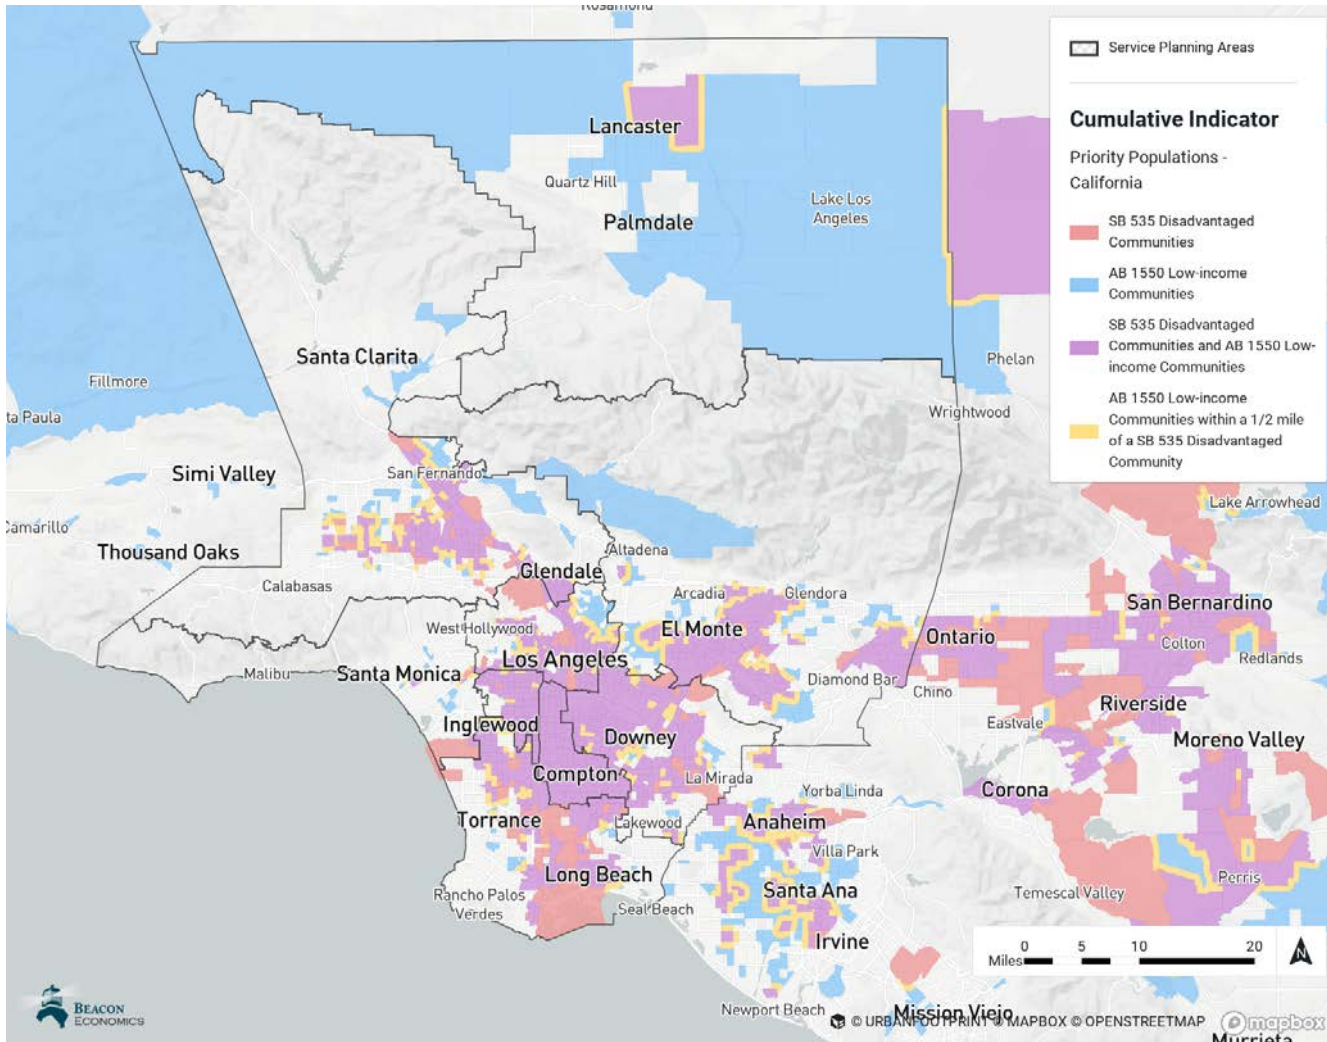 Rosamond
Service Planning Areas
Cumulative Indicator
Priority Populations -
California
SB 535 Disadvantaged
Communities
AB 1550 Low-income
Communities
SB 535 Disadvantaged
Communities and AB 1550 Low-
income Communities
AB 1550 Low-income
Communities within a 1/2 mile
of a SB 535 Disadvantaged
Community
Lancaster
Quartz Hill
Lake Los
Angeles
Palmdale
Santa Clarita
Phelan
Fillmore
ta Paula
Wrightwood
Simi Valley
San Fernando
Lake Arrowhead
Camarillo
Thousand Oaks
Altadena
Glendale
Calabasas
Arcadia
Glendora
San Bernardino
West Hollywood
El Monte
Ontario
Colton
Los Angeles
Redlands
Malibu
Santa Monica
Diamond Bar
Chino
Riverside
Inglewood
Downey
Eastvale
Moreno Valley
Compton
La Mirada
Yorba Linda
Corona
Torrance
Lakewood
Anaheim
Villa Park
Long Beach
Perris
Rancho Palos
Verdes
Santa Ana
Temescal Valley
Seal Beach
Irvine
0 5 10 20
Miles
N
Newport Beach
Mission Viejo
BEACON
ECONOMICS
© URBANFOOTPRINT © MAPBOX © OPENSTREETMAP
mapbox
Murrieta